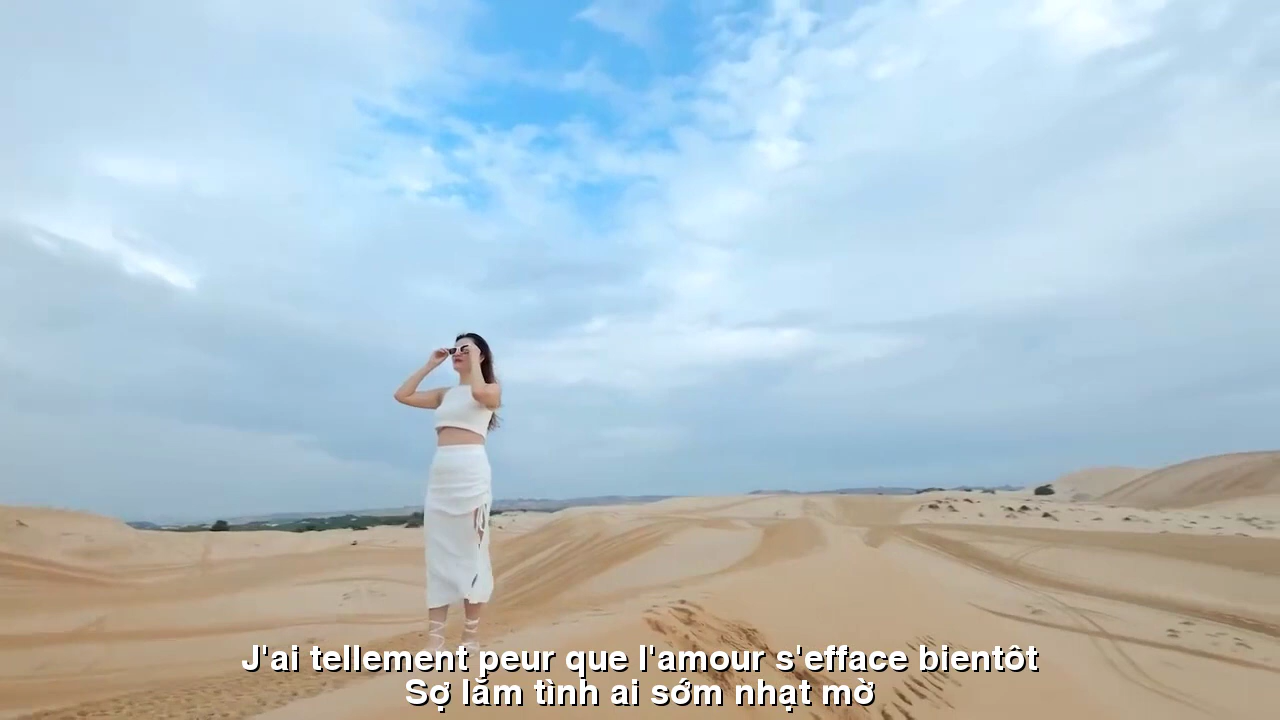 J'ai tellement peur que l'amour s'efface bientôt
Sợ lắm tình ai sớm nhạt mờ